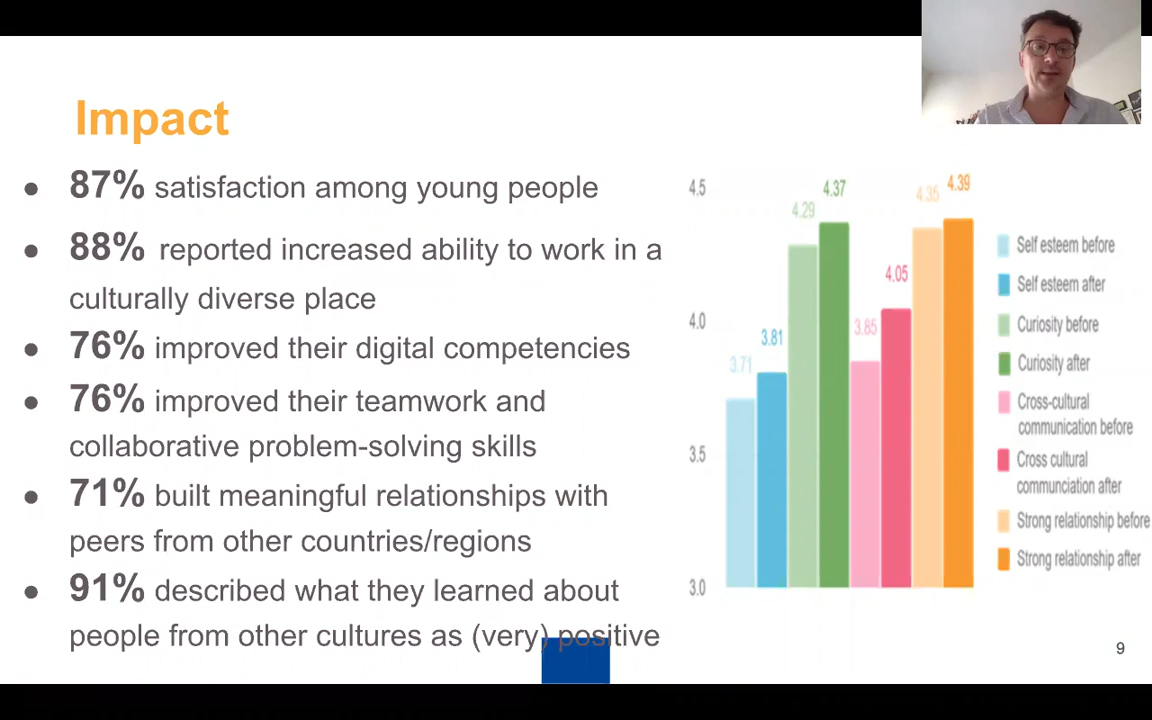 Impact
● 87% satisfaction among young people
● 88% reported increased ability to work in a
culturally diverse place
● 76% improved their digital competencies
● 76% improved their teamwork and
collaborative problem-solving skills
● 71% built meaningful relationships with
peers from other countries/regions
● 91% described what they learned about
people from other cultures as (very) positive
4.5
4.0
3.5
3.0
3.71
3.81
4.29
4.37
3.85
4.05
4.35
4.39
Self esteem before
Self esteem after
Curiosity before
Curiosity after
Cross-cultural
communication before
Cross cultural
communciation after
Strong relationship before
Strong relationship after
9